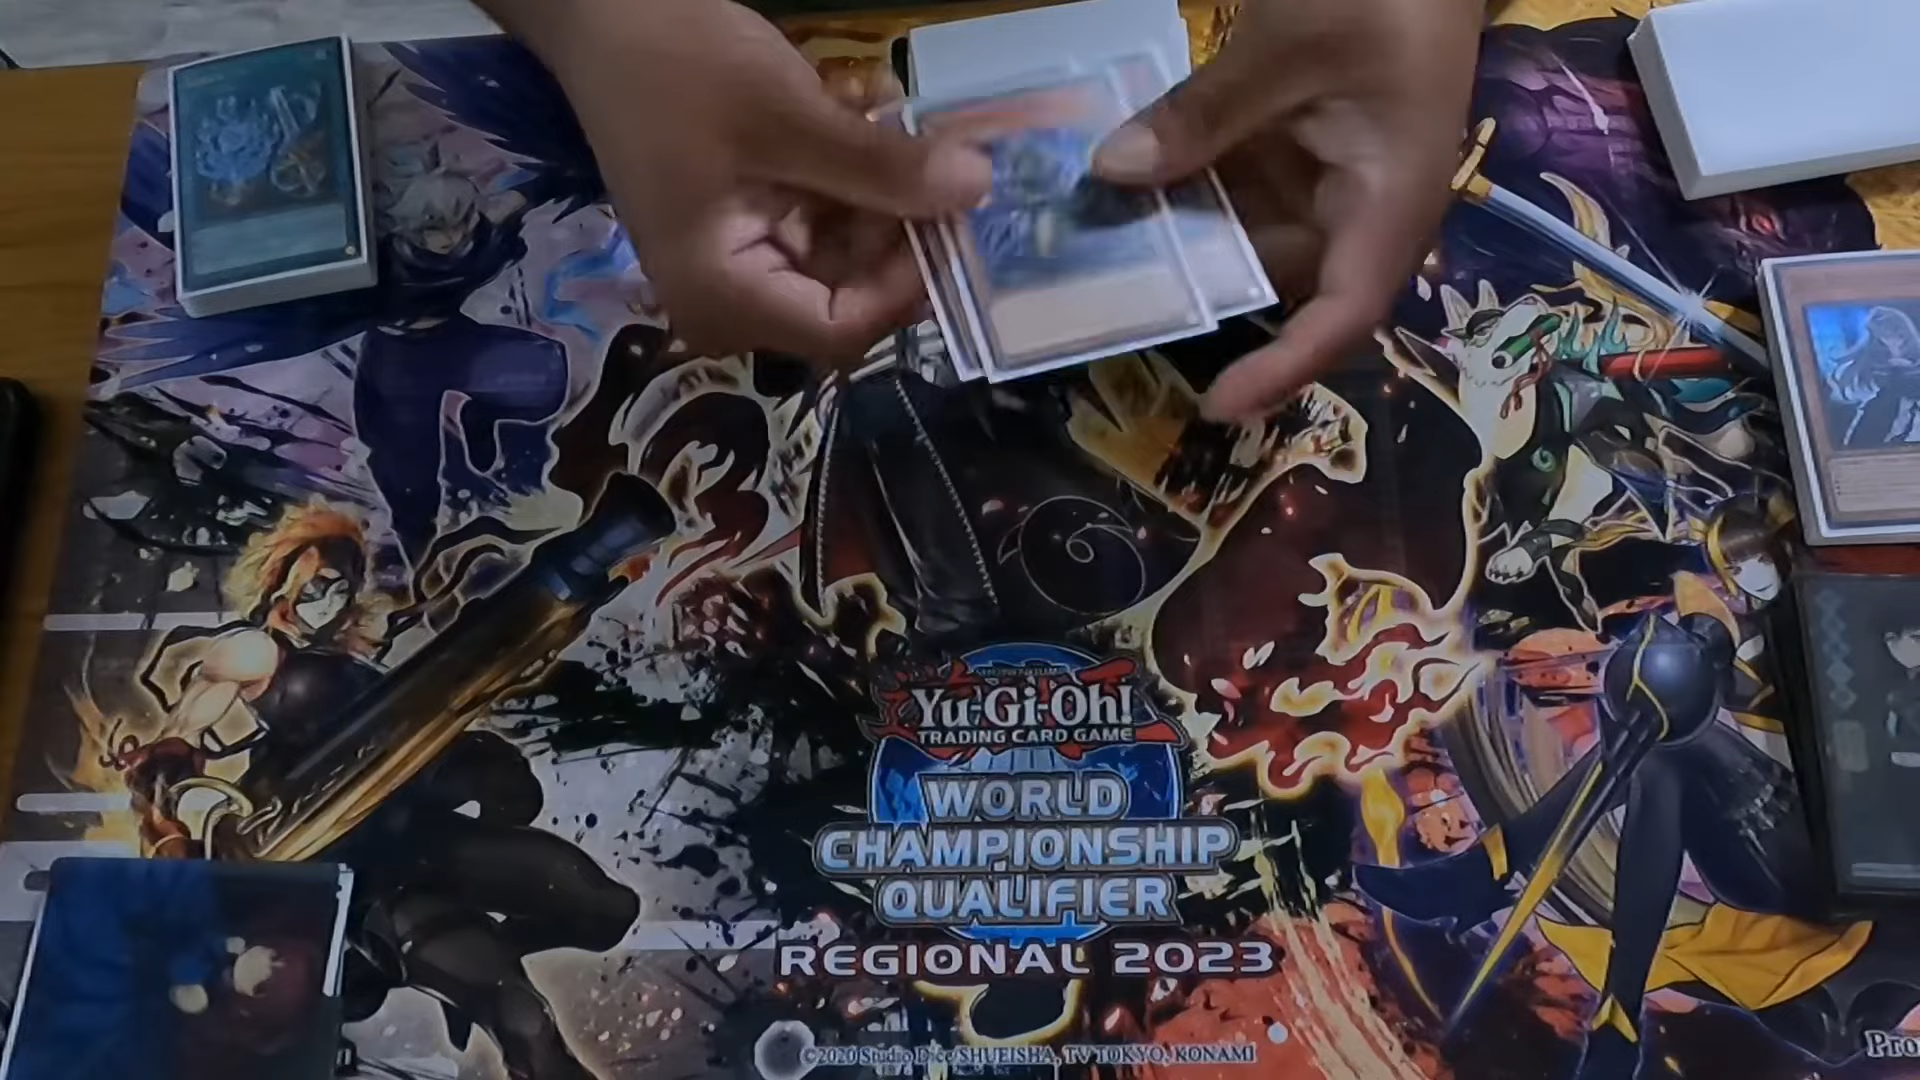 Yu-Gi-Oh!
TRADING CARD GAME
WORLD
CHAMPIONSHIP
QUALIFIER
REGIONAL 2023
©2020 Studio Dice/SHUEISHA, TV TOKYO, KONAMI